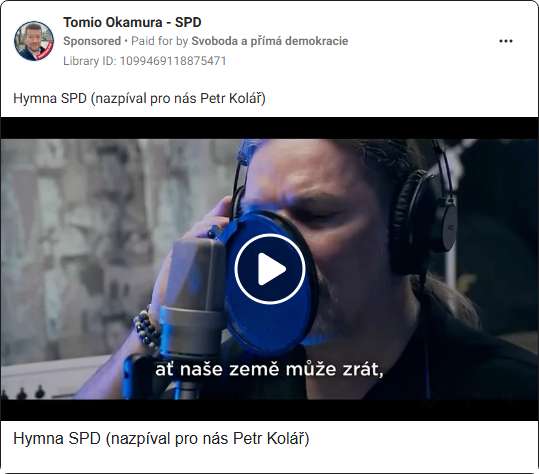 Tomio Okamura - SPD
Sponsored • Paid for by Svoboda a přímá demokracie
Library ID: 1099469118875471
Hymna SPD (nazpíval pro nás Petr Kolář)
ať naše země může zrát,
Hymna SPD (nazpíval pro nás Petr Kolář)